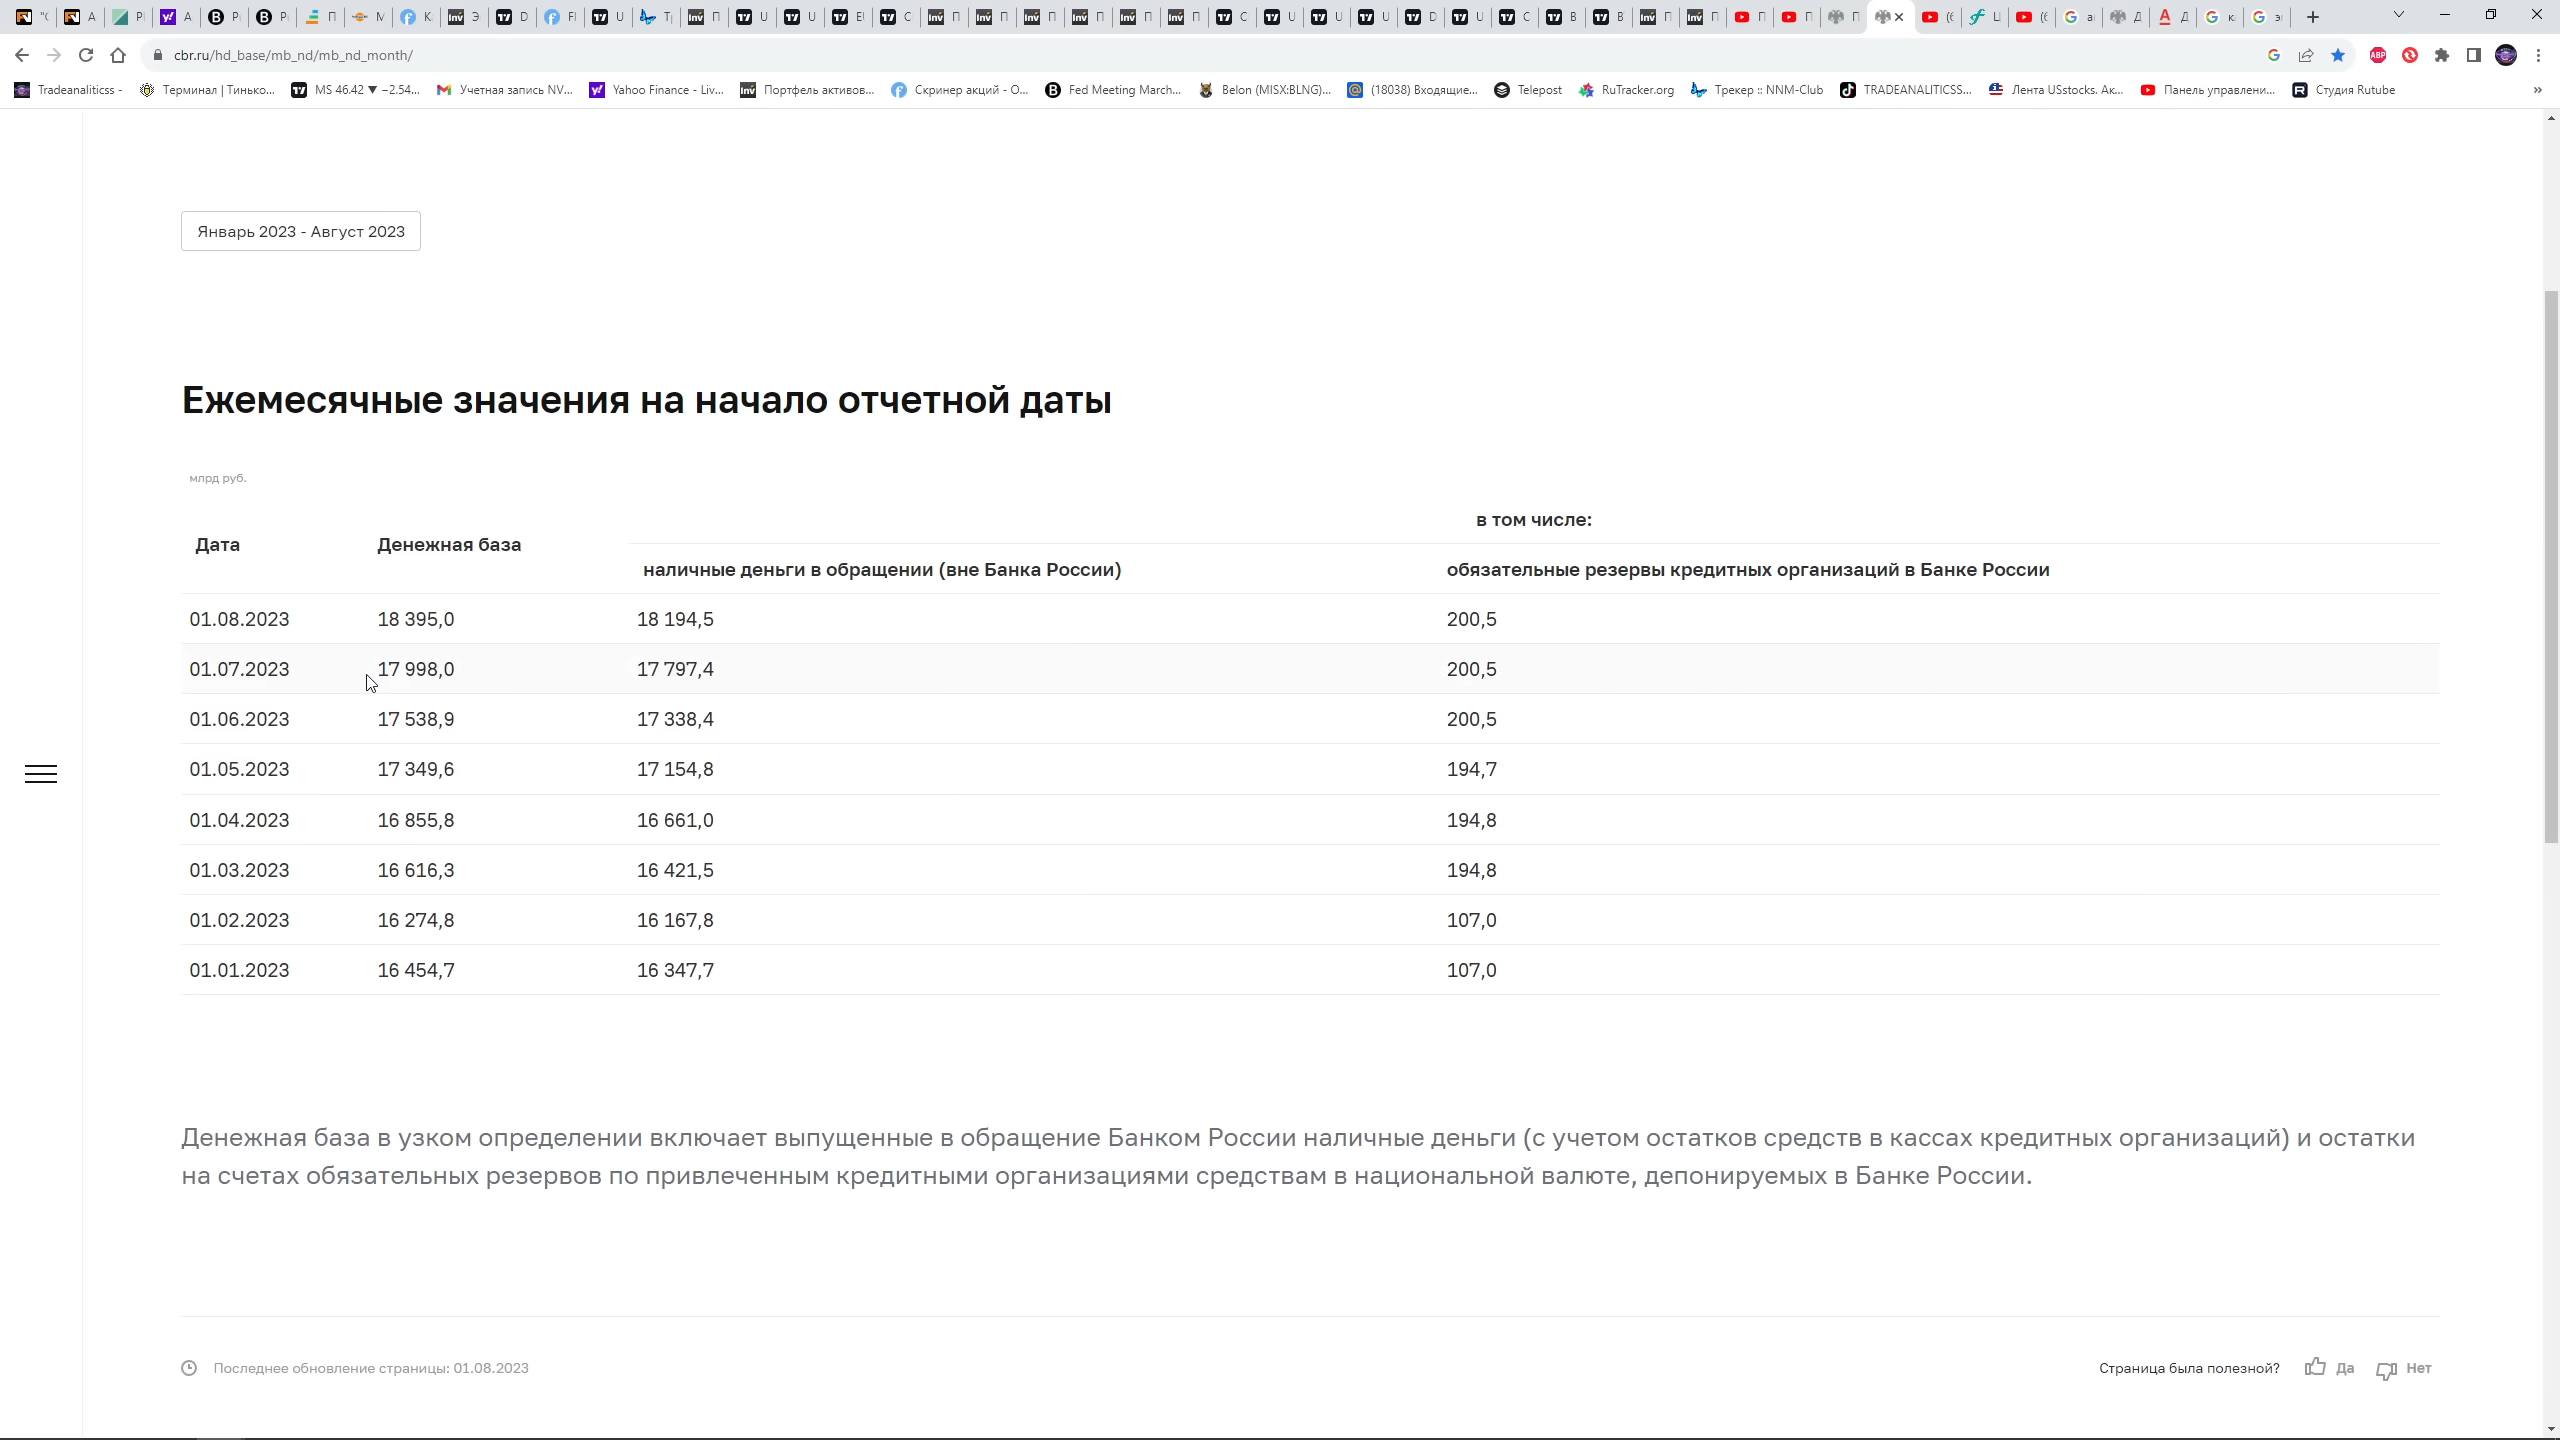 cbr.ru/hd_base/mb_nd/mb_nd_month/
Tradeanaliticss - Терминал | Тинько... MS 46.42 ▼ −2.54... Учетная запись NV... Yahoo Finance - Liv... Портфель активов... Скринер акций - О... Fed Meeting March... Belon (MISX:BLNG)... (18038) Входящие... Telepost RuTracker.org Трекер :: NNM-Club TRADEANALITICSS... Лента USstocks. Ак... Панель управлени... Студия Rutube »
Январь 2023 - Август 2023
Ежемесячные значения на начало отчетной даты
млрд руб.
Дата Денежная база в том числе:
наличные деньги в обращении (вне Банка России) обязательные резервы кредитных организаций в Банке России
01.08.2023 18 395,0 18 194,5 200,5
01.07.2023 17 998,0 17 797,4 200,5
01.06.2023 17 538,9 17 338,4 200,5
01.05.2023 17 349,6 17 154,8 194,7
01.04.2023 16 855,8 16 661,0 194,8
01.03.2023 16 616,3 16 421,5 194,8
01.02.2023 16 274,8 16 167,8 107,0
01.01.2023 16 454,7 16 347,7 107,0
Денежная база в узком определении включает выпущенные в обращение Банком России наличные деньги (с учетом остатков средств в кассах кредитных организаций) и остатки
на счетах обязательных резервов по привлеченным кредитными организациями средствам в национальной валюте, депонируемых в Банке России.
Последнее обновление страницы: 01.08.2023 Страница была полезной? Да Нет